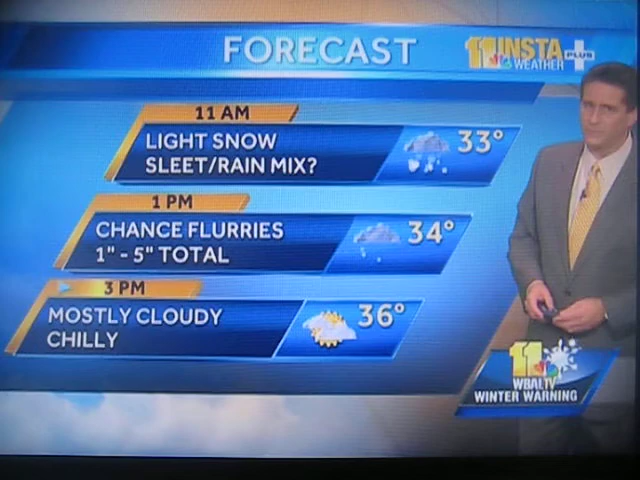 FORECAST
11 INSTA
WEATHER PLUS
11 AM
LIGHT SNOW
SLEET/RAIN MIX?
33°
1 PM
CHANCE FLURRIES
1" - 5" TOTAL
34°
3 PM
MOSTLY CLOUDY
CHILLY
36°
11
WBALTV
WINTER WARNING